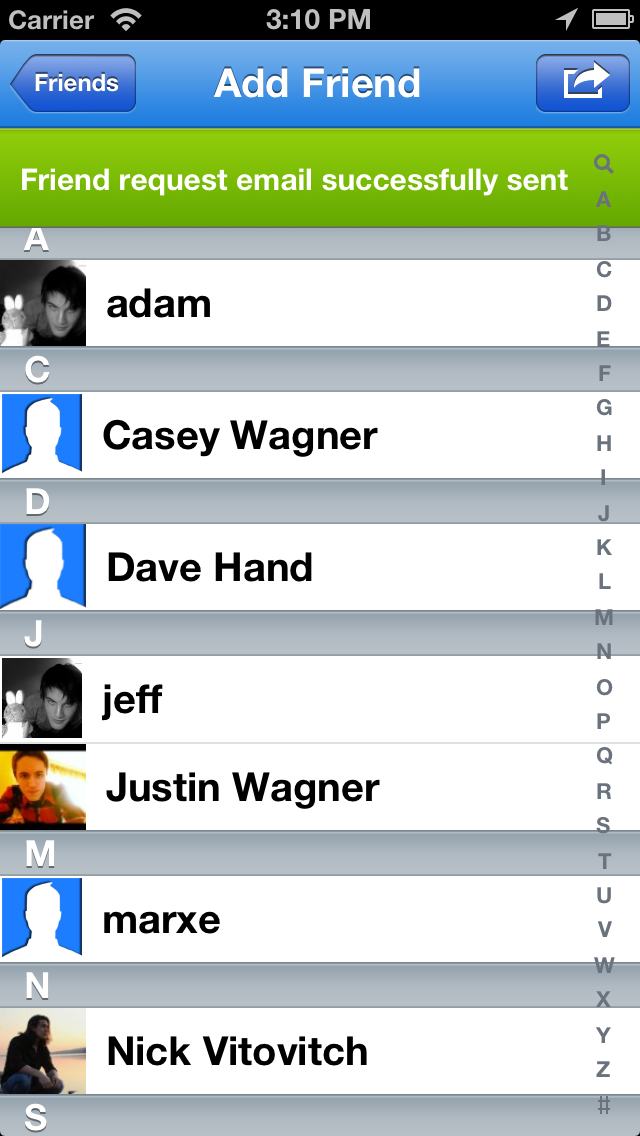 Carrier 3:10 PM
Friends Add Friend
Friend request email successfully sent
A
adam
C
Casey Wagner
D
Dave Hand
J
jeff
Justin Wagner
M
marxe
N
Nick Vitovitch
S
A
B
C
D
E
F
G
H
I
J
K
L
M
N
O
P
Q
R
S
T
U
V
W
X
Y
Z
#